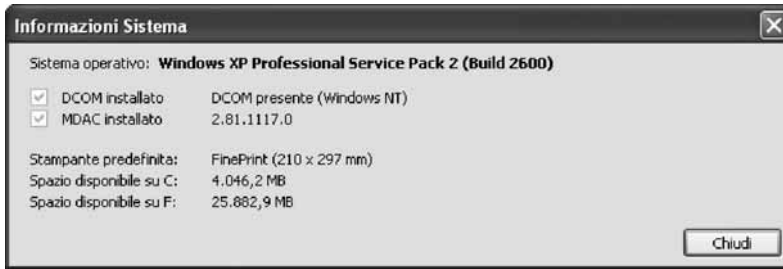 Informazioni Sistema
Sistema operativo: Windows XP Professional Service Pack 2 (Build 2600)
DCOM installato DCOM presente (Windows NT)
MDAC installato 2.81.1117.0
Stampante predefinita: FinePrint (210 x 297 mm)
Spazio disponibile su C: 4.046,2 MB
Spazio disponibile su F: 25.882,9 MB
Chiudi